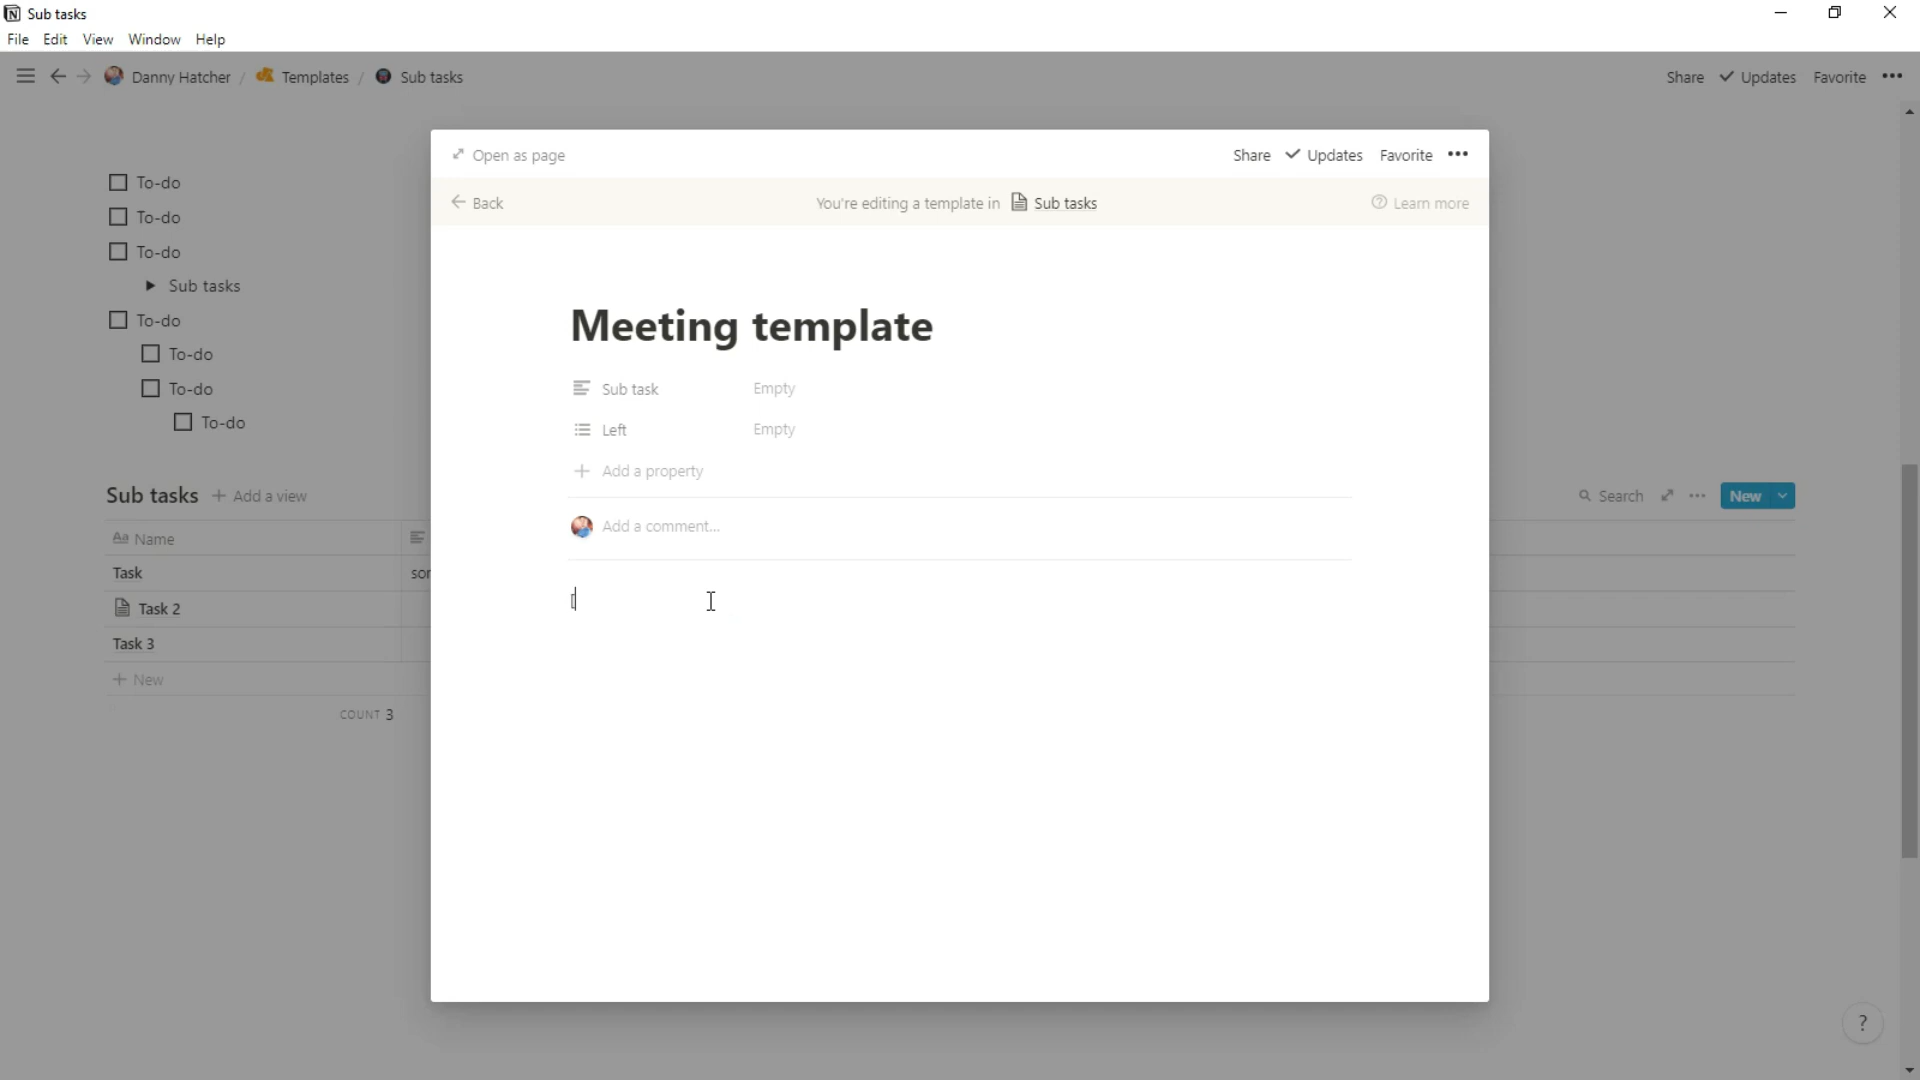 Sub tasks
File Edit View Window Help
Danny Hatcher / Templates / Sub tasks
Share Updates Favorite •••
Open as page
Share Updates Favorite •••
Back
You're editing a template in Sub tasks
Learn more
To-do
To-do
To-do
Sub tasks
To-do
To-do
To-do
To-do
Meeting template
Sub task Empty
Left Empty
+ Add a property
Add a comment...
[
Sub tasks + Add a view
Search ••• New
Aa Name
Task
Task 2
Task 3
+ New
COUNT 3
?